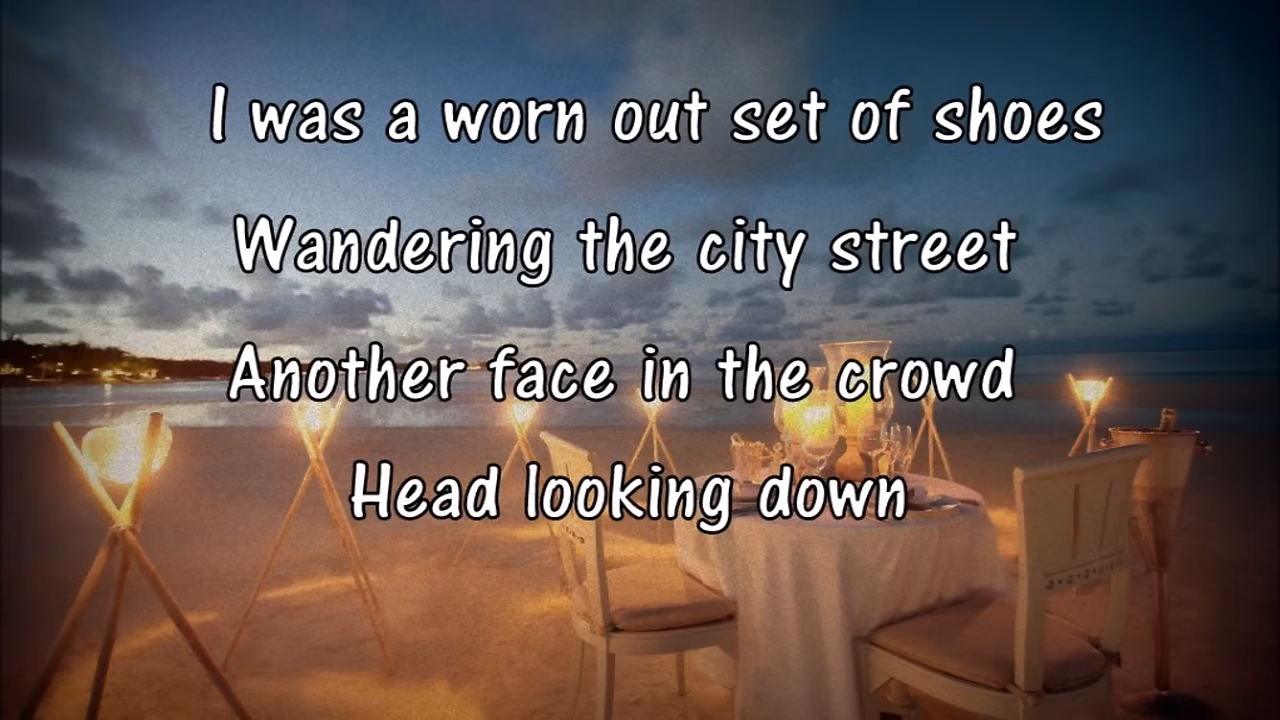 I was a worn out set of shoes
Wandering the city street
Another face in the crowd
Head looking down